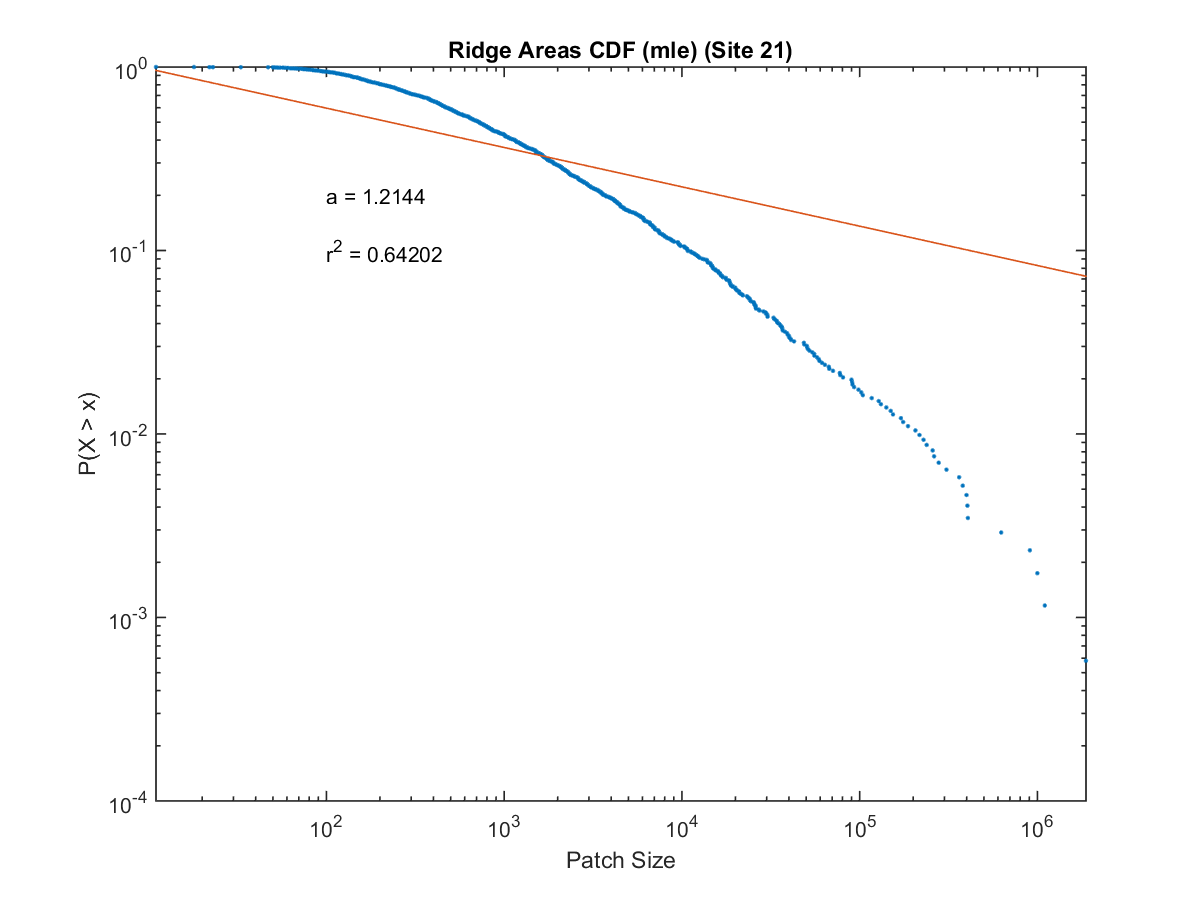 Ridge Areas CDF (mle) (Site 21)
10^0
10^-1
10^-2
10^-3
10^-4
P(X > x)
a = 1.2144
r^2 = 0.64202
10^2 10^3 10^4 10^5 10^6
Patch Size